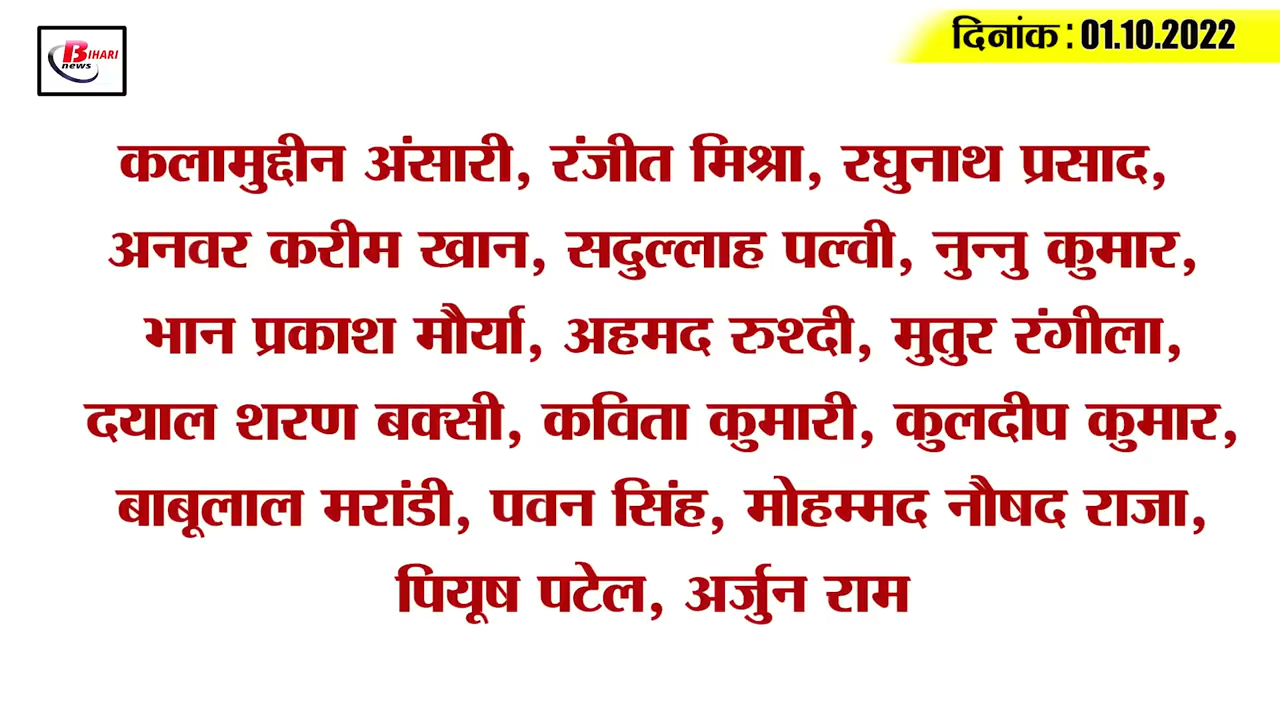 BIHARI
news
दिनांक : 01.10.2022
कलामुद्दीन अंसारी, रंजीत मिश्रा, रघुनाथ प्रसाद,
अनवर करीम खान, सदुल्लाह पल्वी, नुन्नु कुमार,
भान प्रकाश मौर्या, अहमद रुश्दी, मुतुर रंगीला,
दयाल शरण बक्सी, कविता कुमारी, कुलदीप कुमार,
बाबूलाल मरांडी, पवन सिंह, मोहम्मद नौषद राजा,
पियूष पटेल, अर्जुन राम